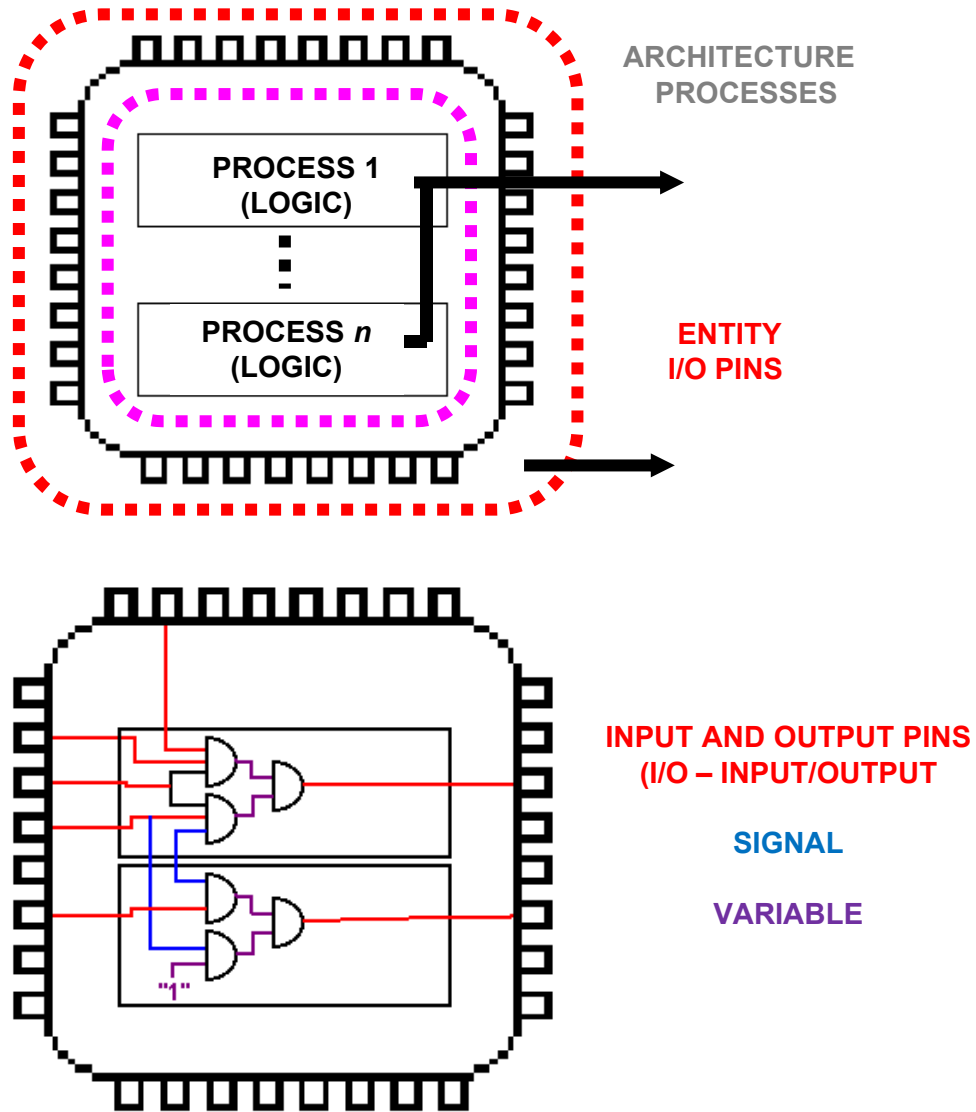 ARCHITECTURE
PROCESSES
PROCESS 1
(LOGIC)
PROCESS n
(LOGIC)
ENTITY
I/O PINS
INPUT AND OUTPUT PINS
(I/O – INPUT/OUTPUT
SIGNAL
VARIABLE
"1"